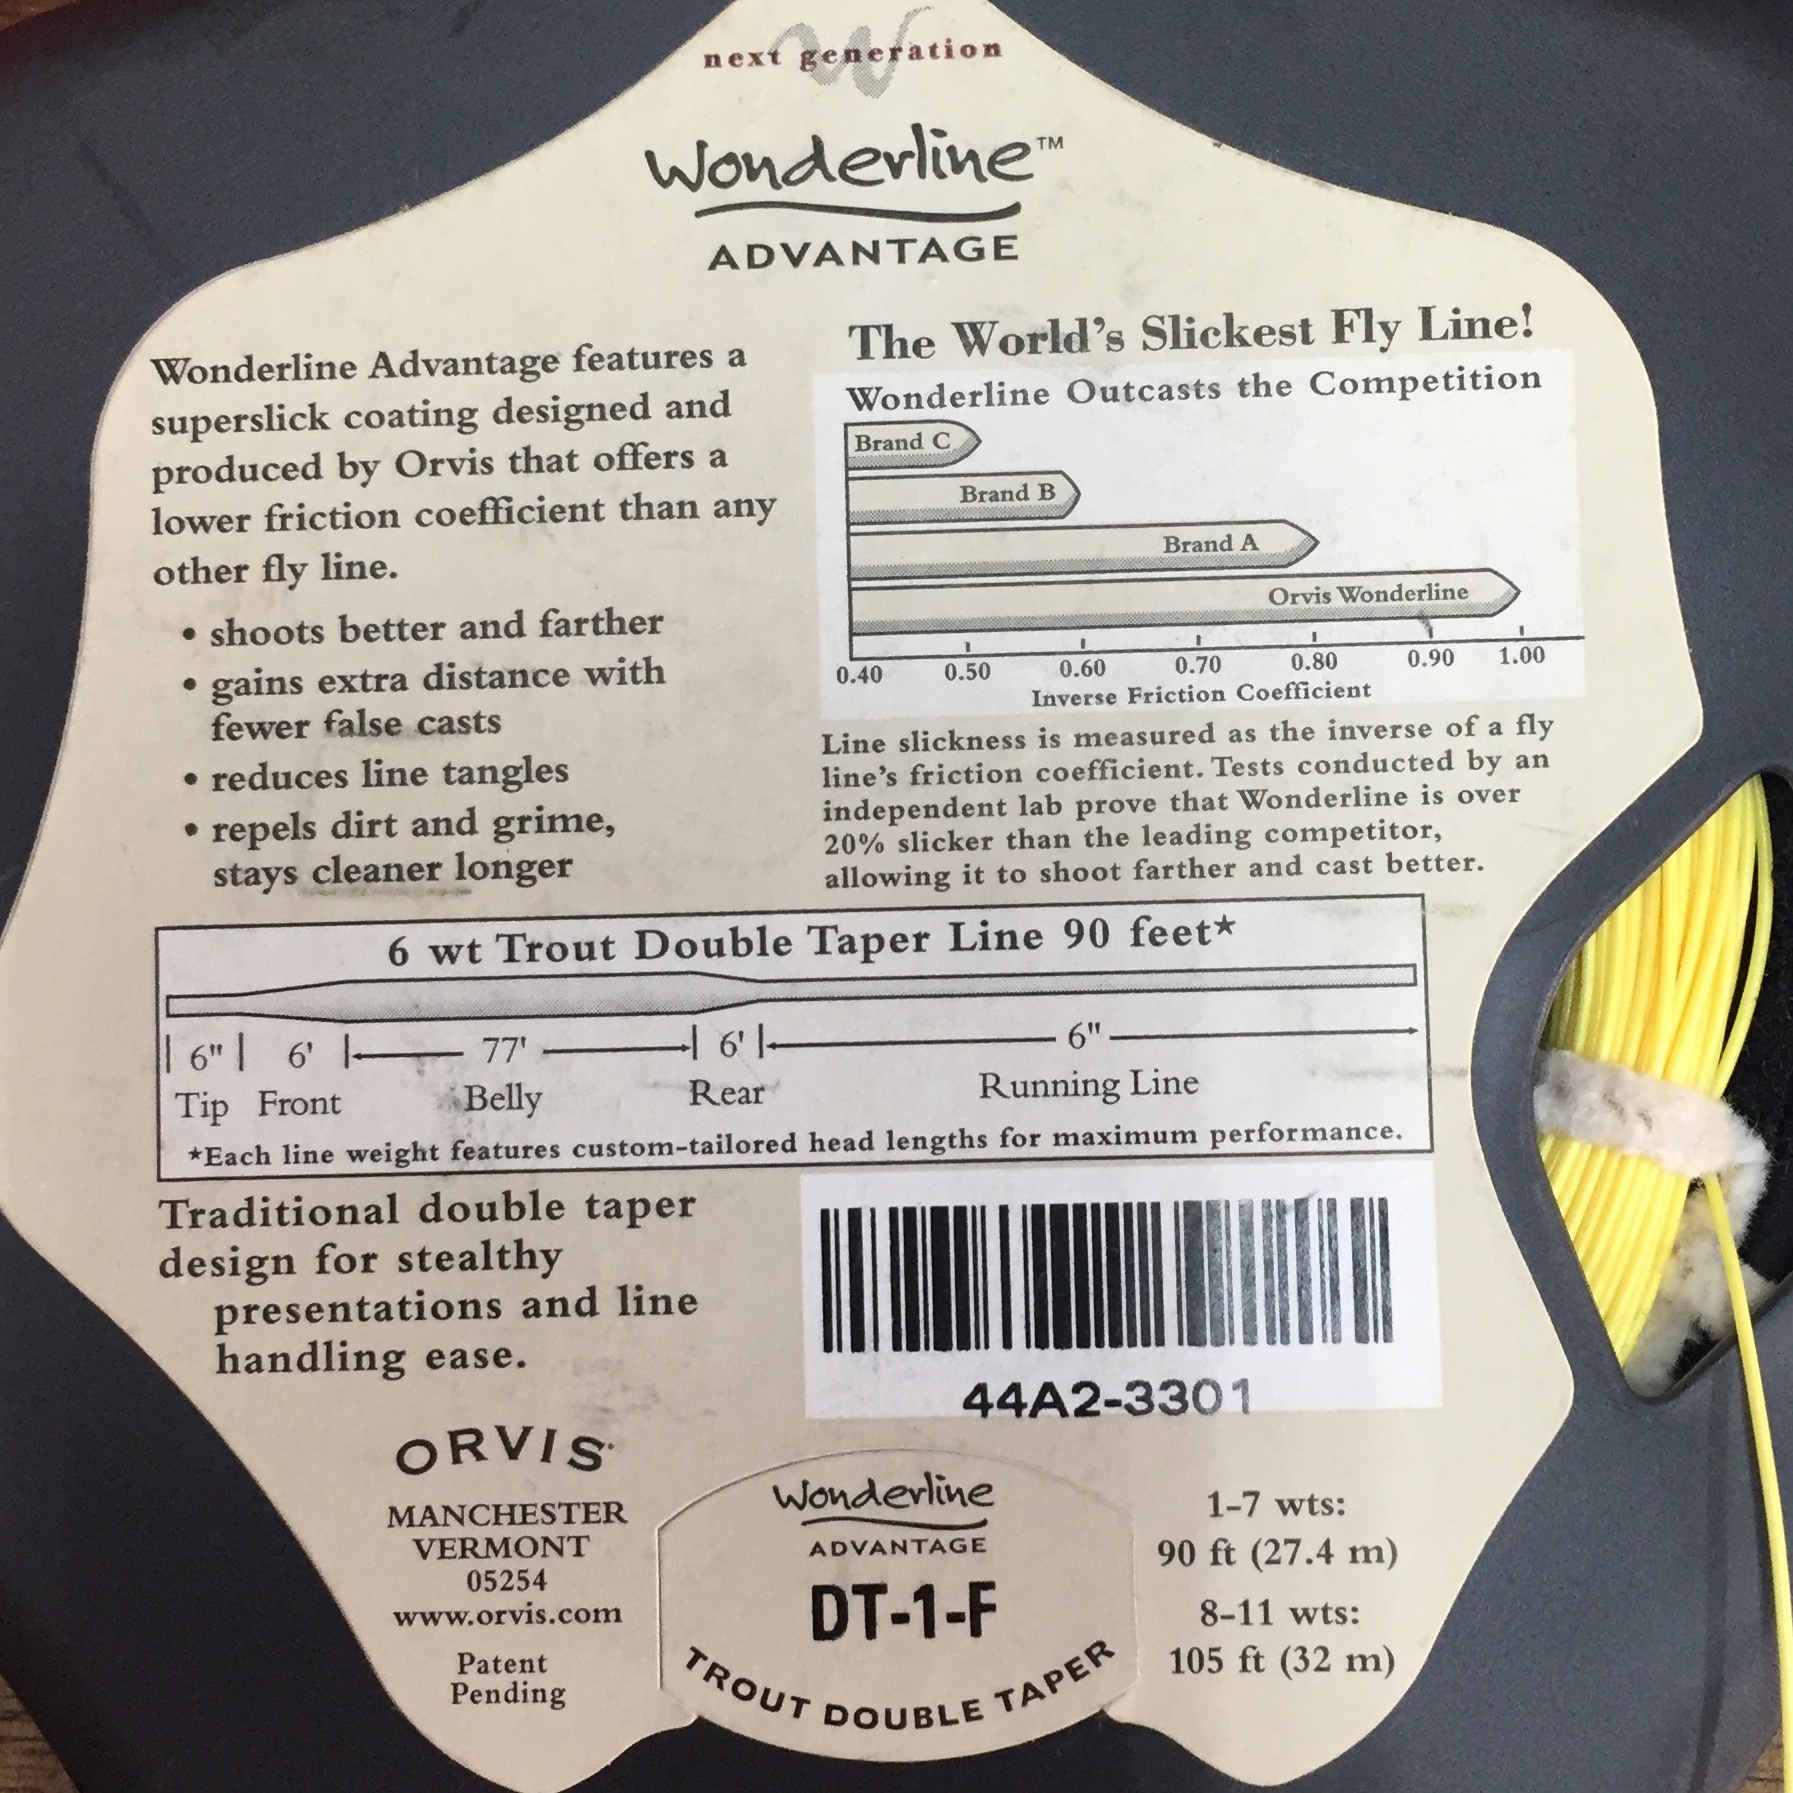 next generation
Wonderline™
ADVANTAGE
Wonderline Advantage features a
superslick coating designed and
produced by Orvis that offers a
lower friction coefficient than any
other fly line.
• shoots better and farther
• gains extra distance with
fewer false casts
• reduces line tangles
• repels dirt and grime,
stays cleaner longer
The World's Slickest Fly Line!
Wonderline Outcasts the Competition
Brand C
Brand B
Brand A
Orvis Wonderline
0.40 0.50 0.60 0.70 0.80 0.90 1.00
Inverse Friction Coefficient
Line slickness is measured as the inverse of a fly
line's friction coefficient. Tests conducted by an
independent lab prove that Wonderline is over
20% slicker than the leading competitor,
allowing it to shoot farther and cast better.
6 wt Trout Double Taper Line 90 feet*
6" 6' 77' 6' 6"
Tip Front Belly Rear Running Line
*Each line weight features custom-tailored head lengths for maximum performance.
Traditional double taper
design for stealthy
presentations and line
handling ease.
44A2-3301
ORVIS
MANCHESTER
VERMONT
05254
www.orvis.com
Patent
Pending
Wonderline
ADVANTAGE
DT-1-F
TROUT DOUBLE TAPER
1-7 wts:
90 ft (27.4 m)
8-11 wts:
105 ft (32 m)